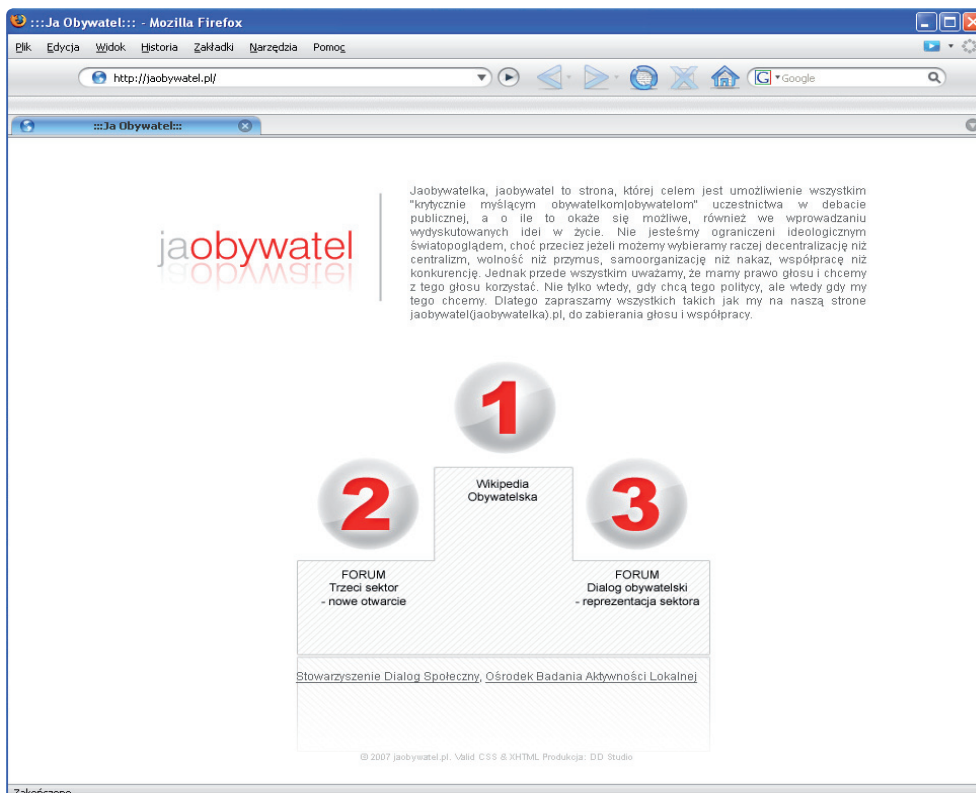 :::Ja Obywatel::: - Mozilla Firefox
Plik Edycja Widok Historia Zakładki Narzędzia Pomoc
http://jaobywatel.pl/
G Google
:::Ja Obywatel:::
jaobywatel
Jaobywatelka, jaobywatel to strona, której celem jest umożliwienie wszystkim
"krytycznie myślącym obywatelkom|obywatelom" uczestnictwa w debacie
publicznej, a o ile to okaże się możliwe, również we wprowadzaniu
wydyskutowanych idei w życie. Nie jesteśmy ograniczeni ideologicznym
światopoglądem, choć przecież jeżeli możemy wybieramy raczej decentralizację niż
centralizm, wolność niż przymus, samoorganizację niż nakaz, współpracę niż
konkurencję. Jednak przede wszystkim uważamy, że mamy prawo głosu i chcemy
z tego głosu korzystać. Nie tylko wtedy, gdy chcą tego politycy, ale wtedy gdy my
tego chcemy. Dlatego zapraszamy wszystkich takich jak my na naszą strone
jaobywatel(jaobywatelka).pl, do zabierania głosu i współpracy.
1
Wikipedia
Obywatelska
2
FORUM
Trzeci sektor
- nowe otwarcie
3
FORUM
Dialog obywatelski
- reprezentacja sektora
Stowarzyszenie Dialog Społeczny, Ośrodek Badania Aktywności Lokalnej
© 2007 jaobywatel.pl. Valid CSS & XHTML Produkcja: DD Studio
Zakończono